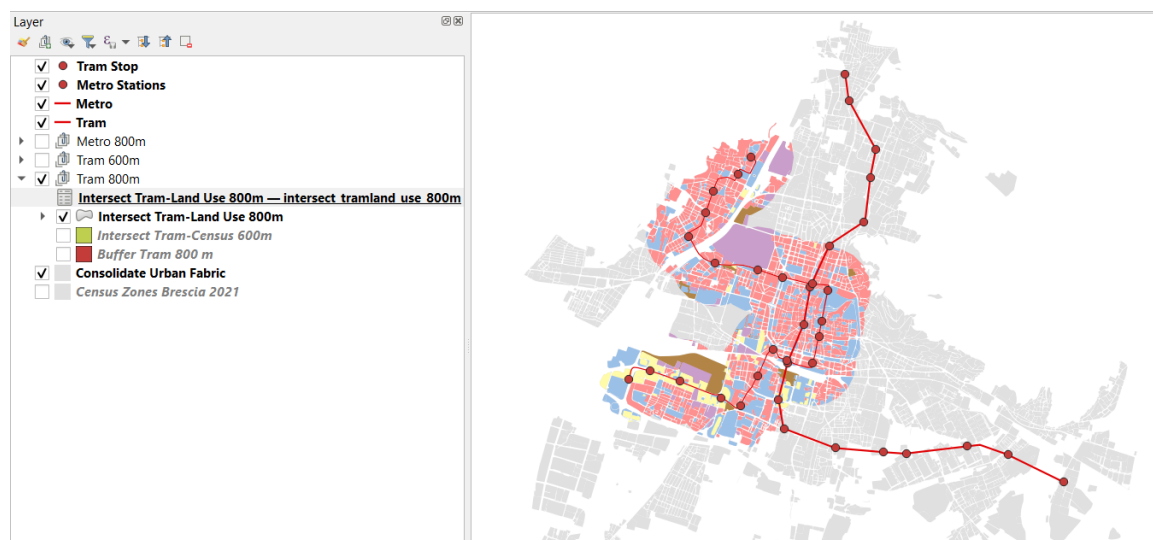 Layer
Tram Stop
Metro Stations
Metro
Tram
Metro 800m
Tram 600m
Tram 800m
Intersect Tram-Land Use 800m — intersect_tramland_use_800m
Intersect Tram-Land Use 800m
Intersect Tram-Census 600m
Buffer Tram 800 m
Consolidate Urban Fabric
Census Zones Brescia 2021